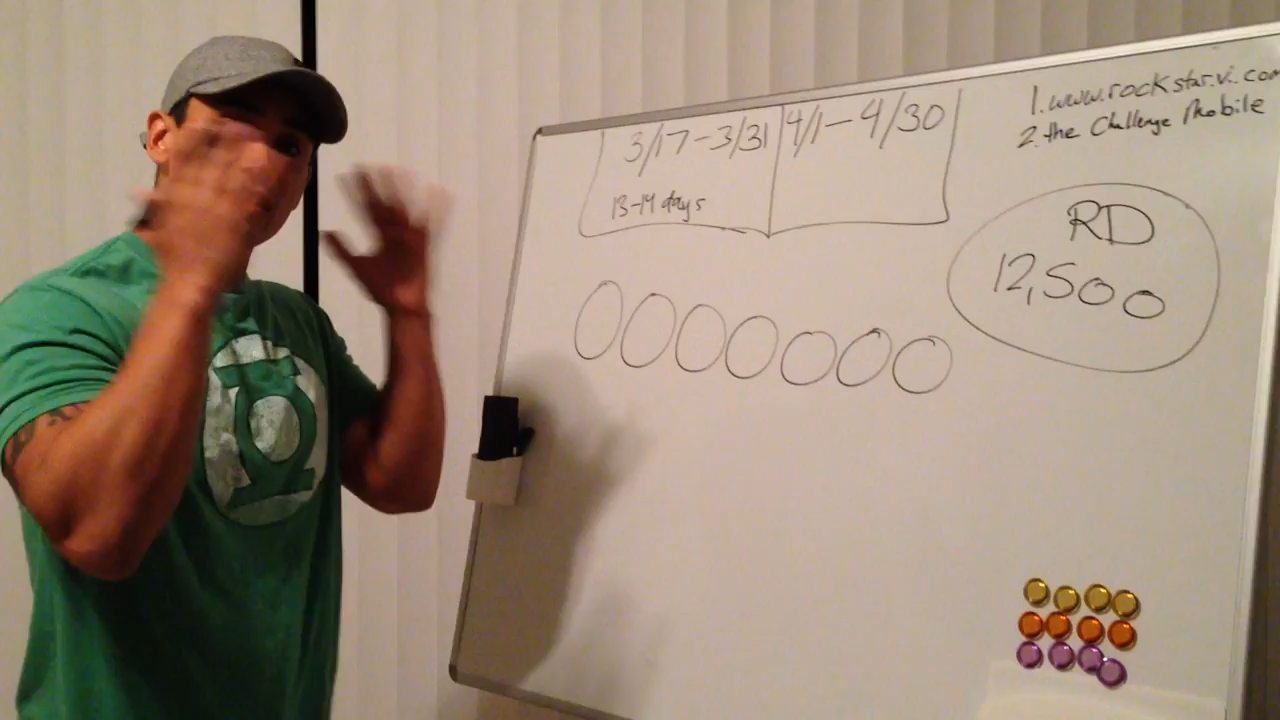 3/17-3/31 4/1-4/30
13-14 days
1. www.rockstar.vi.com
2. the Challenge Mobile
RD
12,500